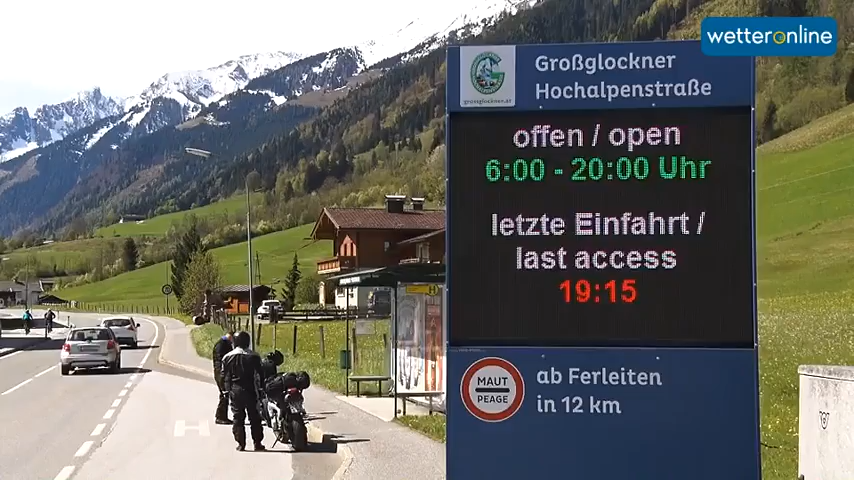 wetteronline
Großglockner
Hochalpenstraße
grossglockner.at
offen / open
6:00 - 20:00 Uhr
letzte Einfahrt /
last access
19:15
MAUT
PEAGE
ab Ferleiten
in 12 km
H
H